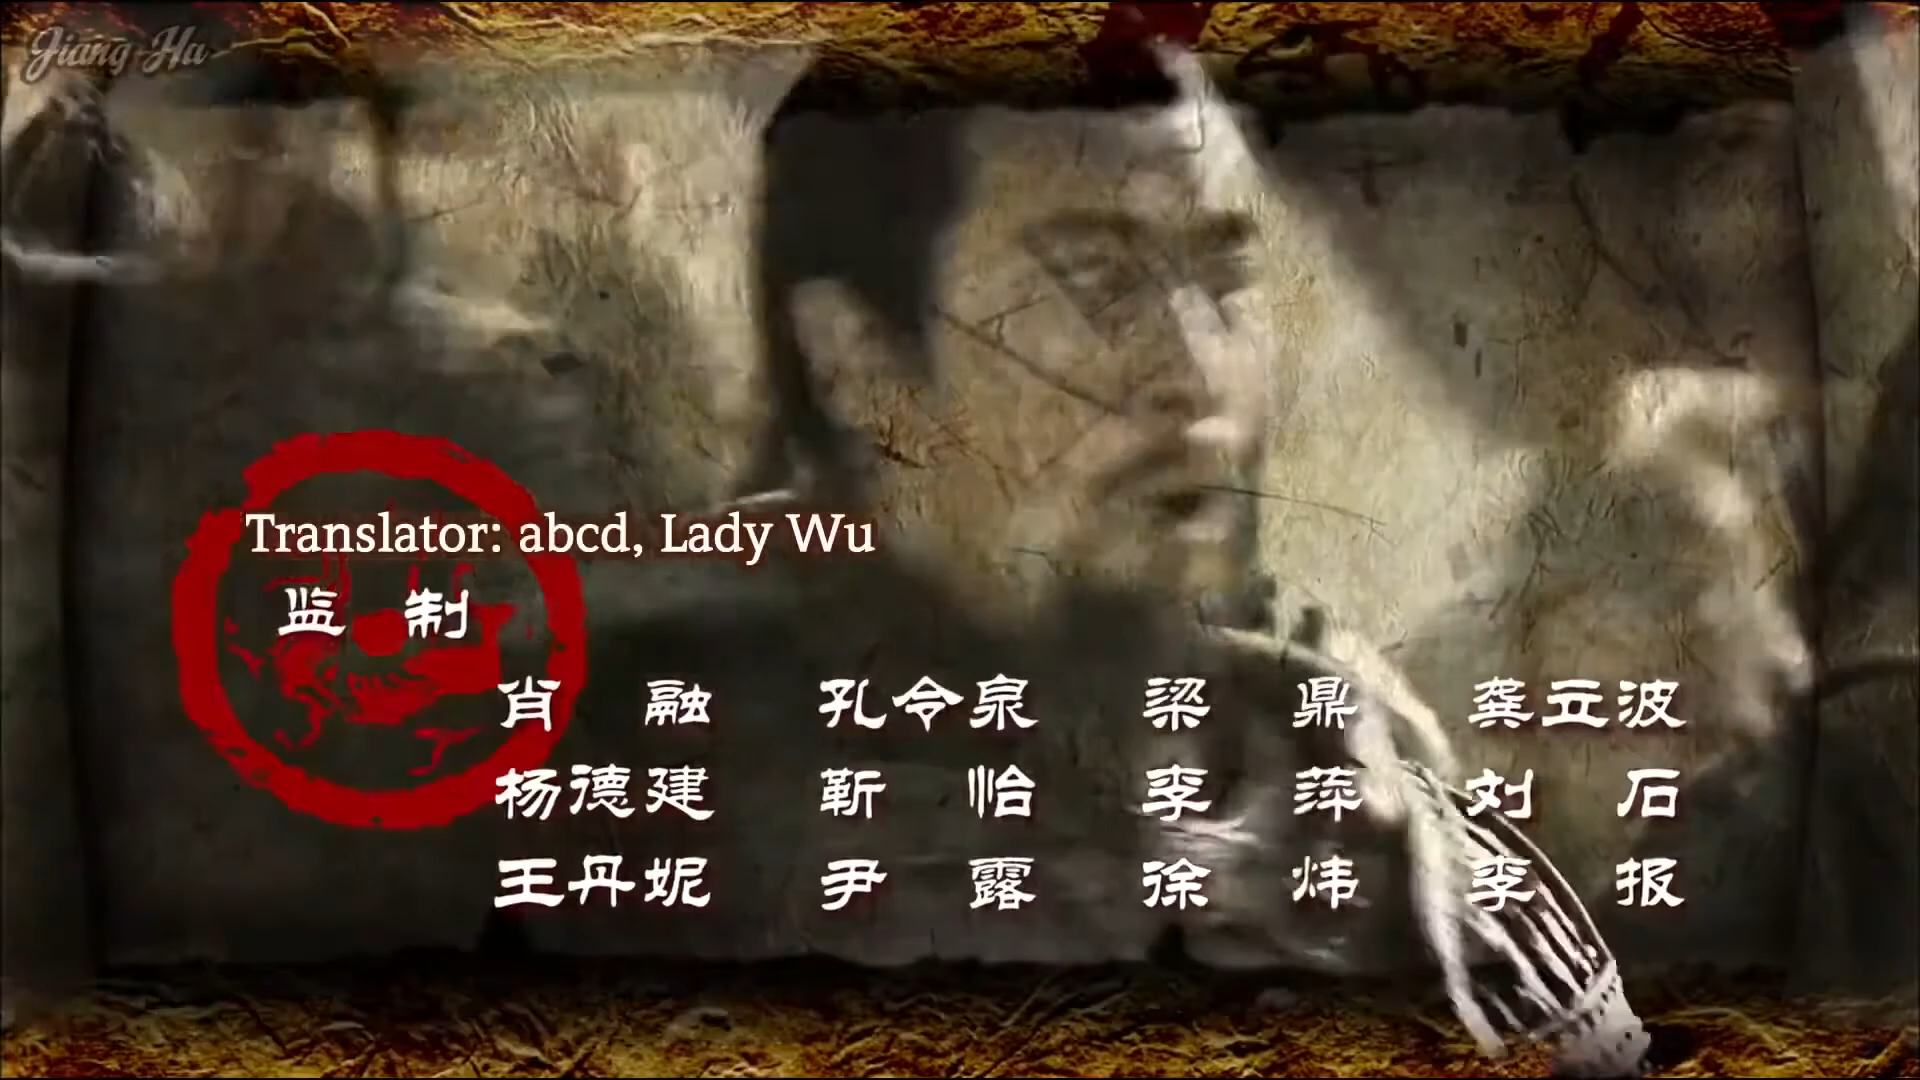 Jiang-Hu
Translator: abcd, Lady Wu
监 制
肖 融 孔令泉 梁 鼎 龚立波
杨德建 靳 怡 李 萍 刘 石
王丹妮 尹 露 徐 炜 李 报